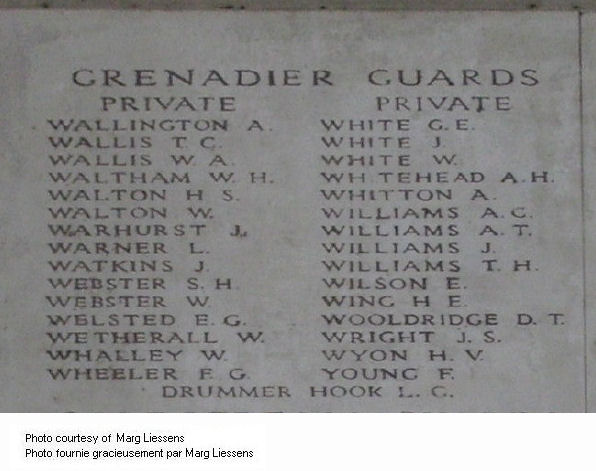 GRENADIER GUARDS
PRIVATE
WALLINGTON A.
WALLIS T. C.
WALLIS W. A.
WALTHAM W. H.
WALTON H. S.
WALTON W.
WARHURST J.
WARNER L.
WATKINS J.
WEBSTER S. H.
WEBSTER W.
WELSTED E. G.
WETHERALL W.
WHALLEY W.
WHEELER F. G.
PRIVATE
WHITE G. E.
WHITE J.
WHITE W.
WHITEHEAD A. H.
WHITTON A.
WILLIAMS A. G.
WILLIAMS A. T.
WILLIAMS J.
WILLIAMS T. H.
WILSON E.
WING H. E.
WOOLDRIDGE D. T.
WRIGHT J. S.
WYON H. V.
YOUNG F.
DRUMMER HOOK L. G.
Photo courtesy of Marg Liessens
Photo fournie gracieusement par Marg Liessens